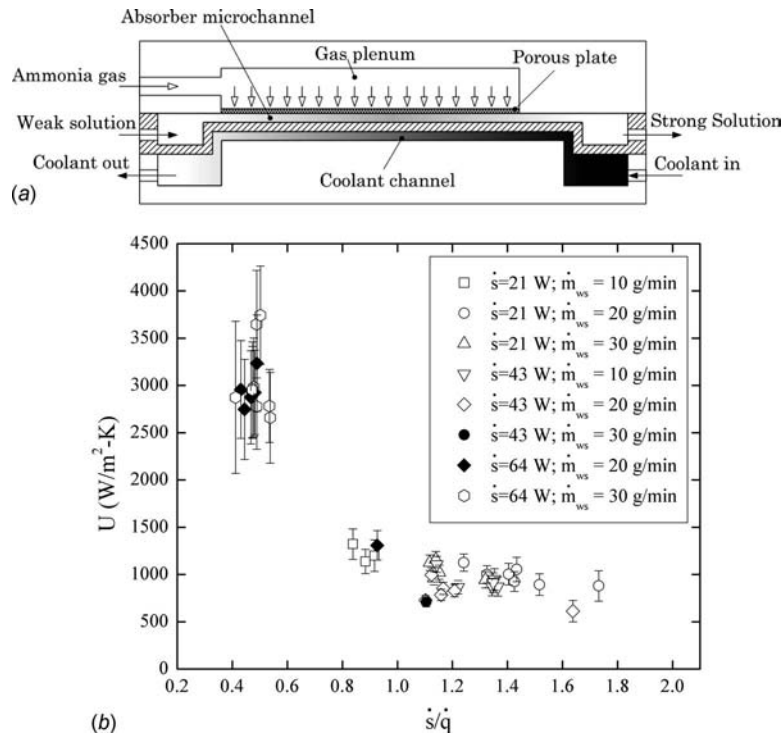 Absorber microchannel
Gas plenum
Porous plate
Ammonia gas
Weak solution
Strong Solution
Coolant out
Coolant in
Coolant channel
(a)
4500
4000
3500
3000
2500
2000
1500
1000
500
0
U (W/m²-K)
ṡ=21 W; ṁws = 10 g/min
ṡ=21 W; ṁws = 20 g/min
ṡ=21 W; ṁws = 30 g/min
ṡ=43 W; ṁws = 10 g/min
ṡ=43 W; ṁws = 20 g/min
ṡ=43 W; ṁws = 30 g/min
ṡ=64 W; ṁws = 20 g/min
ṡ=64 W; ṁws = 30 g/min
0.2 0.4 0.6 0.8 1.0 1.2 1.4 1.6 1.8 2.0
ṡ/q̇
(b)